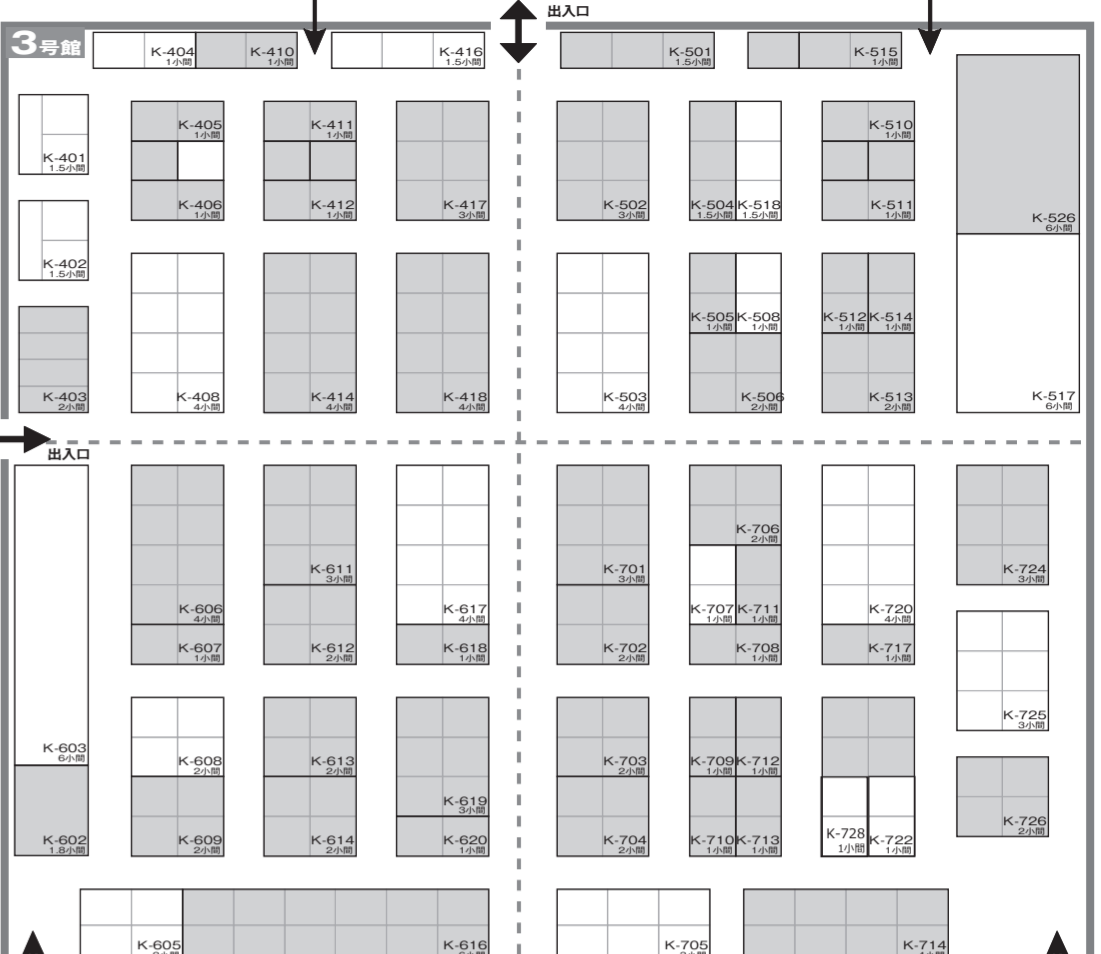 出入口
3号館
K-404
1小間
K-410
1小間
K-416
1.5小間
K-501
1.5小間
K-515
1小間
K-401
1.5小間
K-405
1小間
K-411
1小間
K-406
1小間
K-412
1小間
K-417
3小間
K-502
3小間
K-504
1.5小間
K-518
1.5小間
K-510
1小間
K-511
1小間
K-526
6小間
K-402
1.5小間
K-403
2小間
K-408
4小間
K-414
4小間
K-418
4小間
K-503
4小間
K-505
1小間
K-508
1小間
K-506
2小間
K-512
1小間
K-514
1小間
K-513
2小間
K-517
6小間
出入口
K-603
6小間
K-602
1.8小間
K-606
4小間
K-607
1小間
K-611
3小間
K-612
2小間
K-617
4小間
K-618
1小間
K-701
3小間
K-702
2小間
K-706
2小間
K-707
1小間
K-711
1小間
K-708
1小間
K-720
4小間
K-717
1小間
K-724
3小間
K-725
3小間
K-726
2小間
K-608
2小間
K-609
2小間
K-613
2小間
K-614
2小間
K-619
3小間
K-620
1小間
K-703
2小間
K-704
2小間
K-709
1小間
K-712
1小間
K-710
1小間
K-713
1小間
K-728
1小間
K-722
1小間
K-605
K-616
K-705
K-714